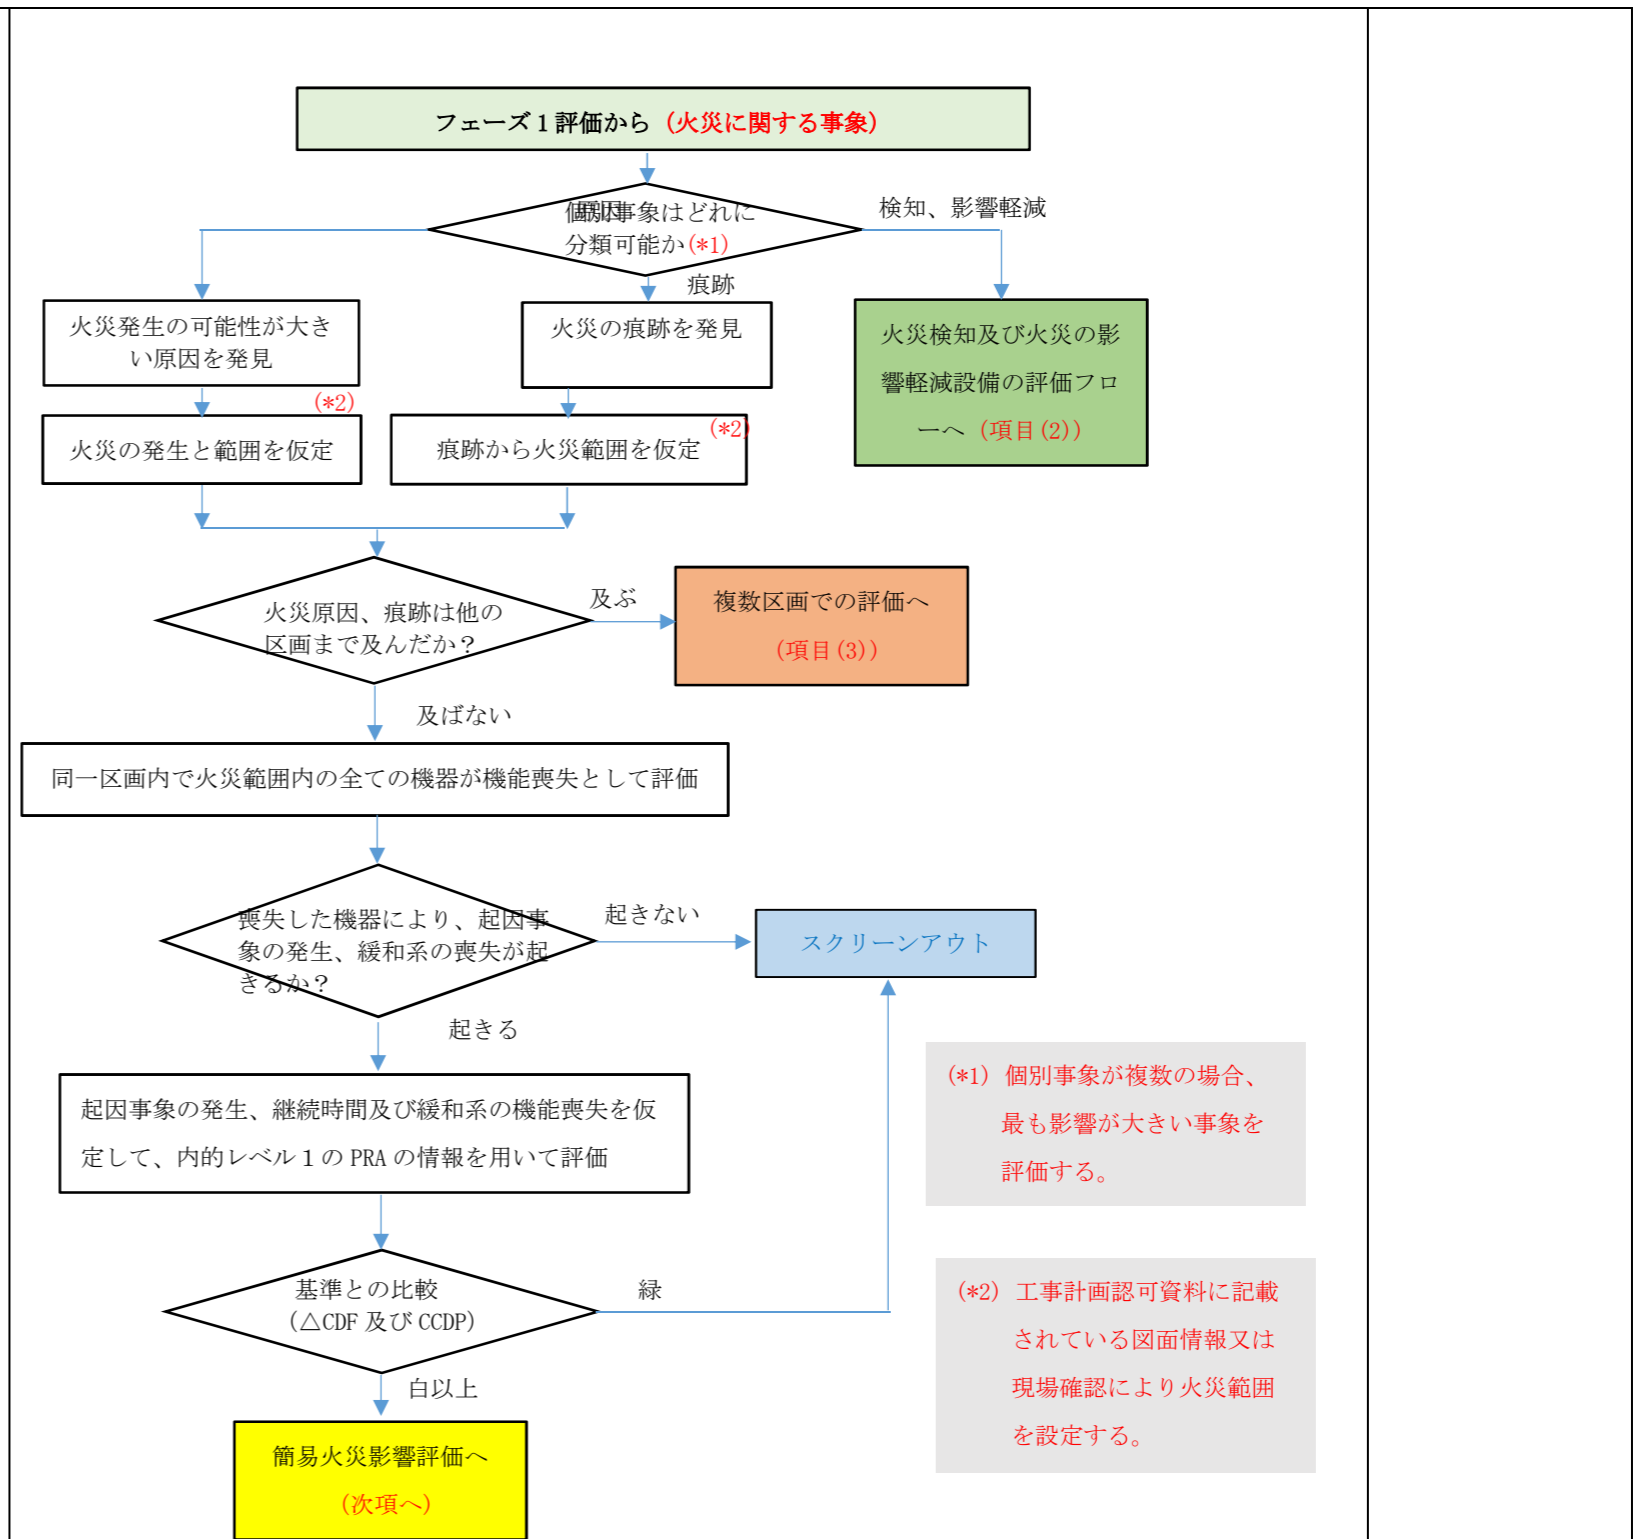 フェーズ１評価から（火災に関する事象）
原因
個別事象はどれに
分類可能か(*1)
検知、影響軽減
痕跡
火災発生の可能性が大き
い原因を発見
火災の痕跡を発見
火災検知及び火災の影
響軽減設備の評価フロ
ーへ（項目(2)）
(*2)
火災の発生と範囲を仮定
(*2)
痕跡から火災範囲を仮定
火災原因、痕跡は他の
区画まで及んだか？
及ぶ
複数区画での評価へ
（項目(3)）
及ばない
同一区画内で火災範囲内の全ての機器が機能喪失として評価
喪失した機器により、起因事
象の発生、緩和系の喪失が起
きるか？
起きない
スクリーンアウト
起きる
起因事象の発生、継続時間及び緩和系の機能喪失を仮
定して、内的レベル１の PRA の情報を用いて評価
(*1) 個別事象が複数の場合、
最も影響が大きい事象を
評価する。
基準との比較
（△CDF 及び CCDP）
緑
(*2) 工事計画認可資料に記載
されている図面情報又は
現場確認により火災範囲
を設定する。
白以上
簡易火災影響評価へ
（次項へ）